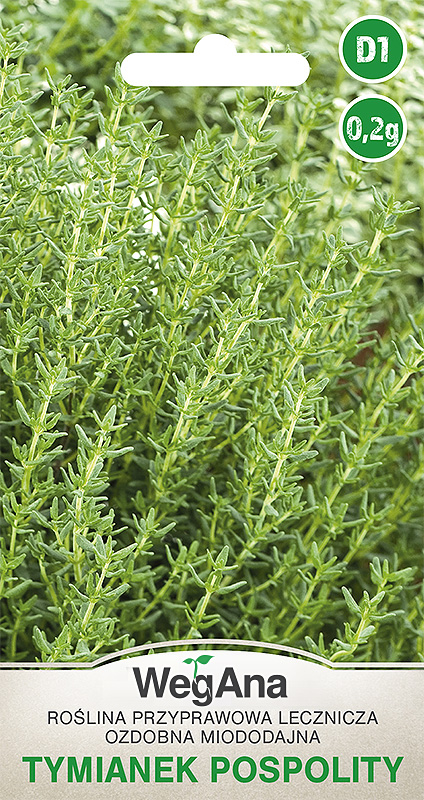 D1
0,2g
WegAna
ROŚLINA PRZYPRAWOWA LECZNICZA
OZDOBNA MIODODAJNA
TYMIANEK POSPOLITY